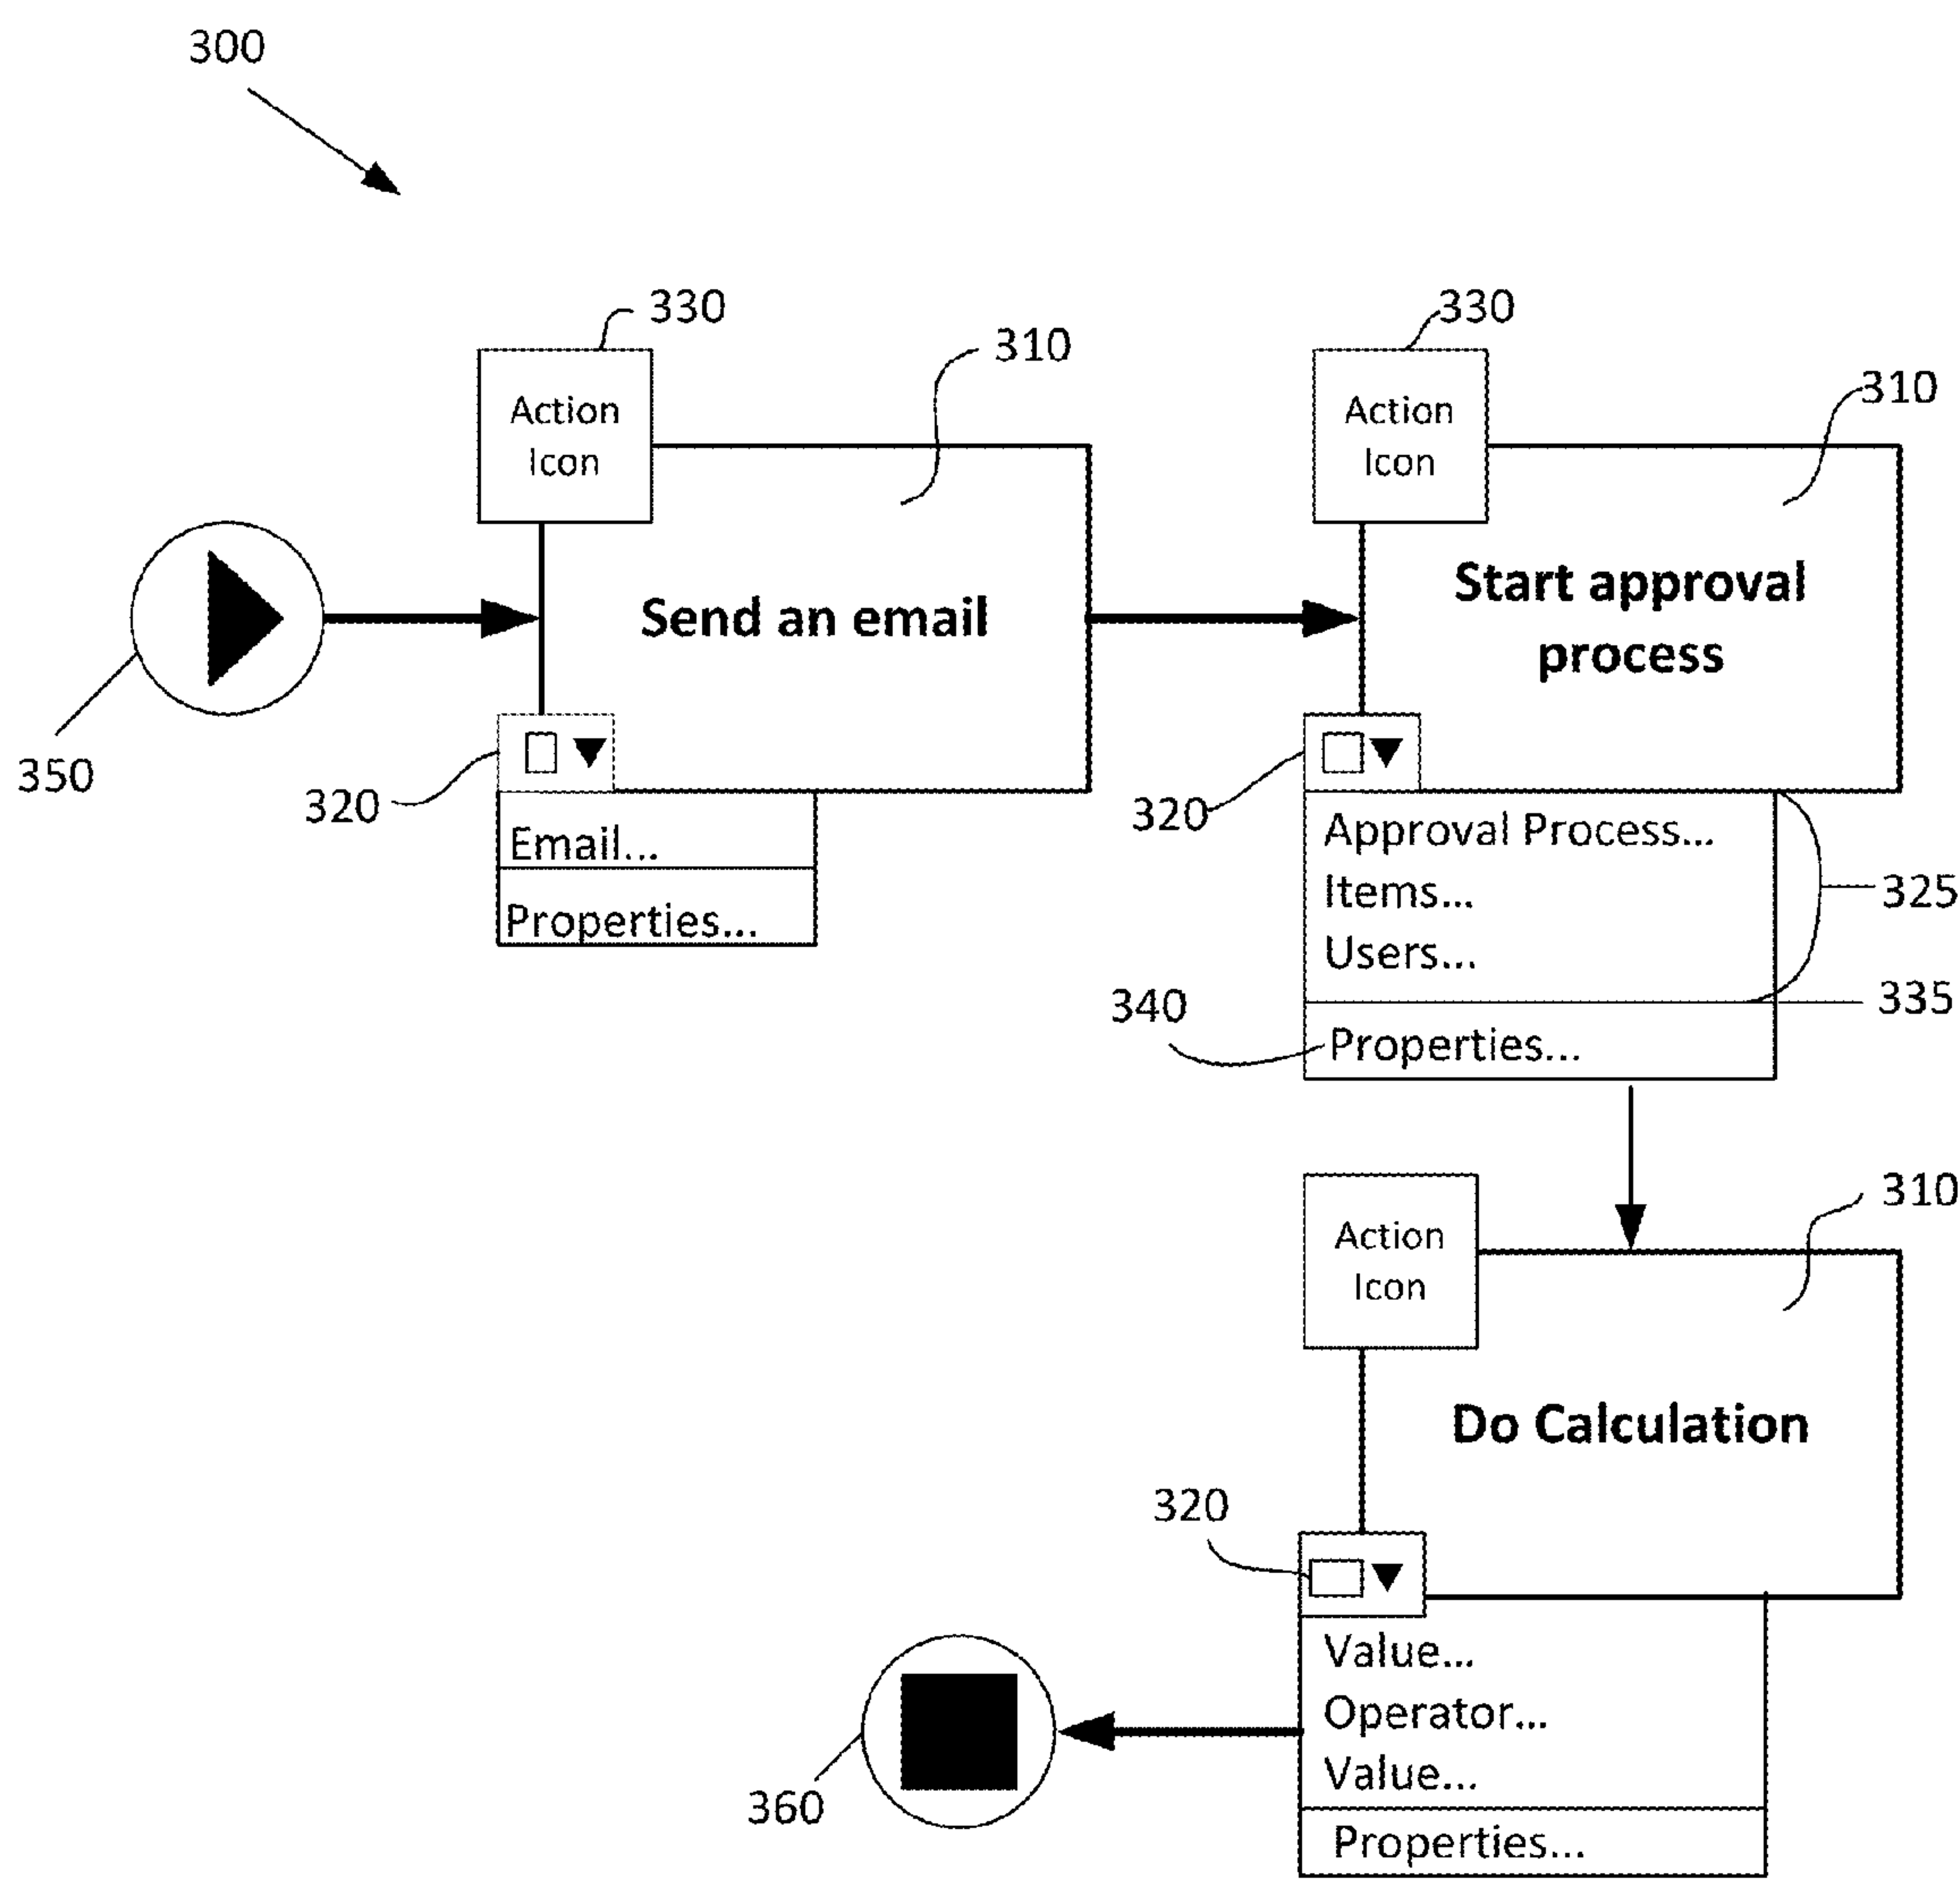 300
330
310
Action
Icon
Send an email
350
320
Email...
Properties...
330
310
Action
Icon
Start approval
process
320
Approval Process...
Items...
Users...
325
335
340
Properties...
310
Action
Icon
Do Calculation
320
Value...
Operator...
Value...
Properties...
360